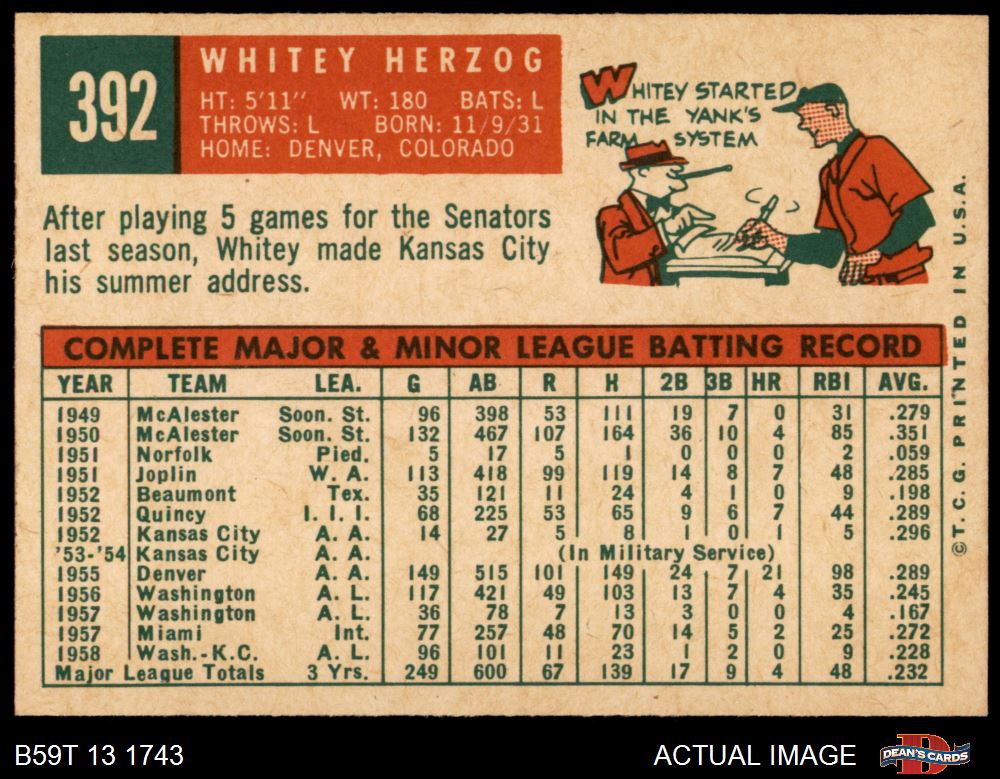 392
WHITEY HERZOG
HT: 5'11" WT: 180 BATS: L
THROWS: L BORN: 11/9/31
HOME: DENVER, COLORADO
WHITEY STARTED
IN THE YANK'S
FARM SYSTEM
After playing 5 games for the Senators
last season, Whitey made Kansas City
his summer address.
COMPLETE MAJOR & MINOR LEAGUE BATTING RECORD
YEAR TEAM LEA. G AB R H 2B 3B HR RBI AVG.
1949 McAlester Soon. St. 96 398 53 111 19 7 0 31 .279
1950 McAlester Soon. St. 132 467 107 164 36 10 4 85 .351
1951 Norfolk Pied. 5 17 5 1 0 0 0 2 .059
1951 Joplin W. A. 113 418 99 119 14 8 7 48 .285
1952 Beaumont Tex. 35 121 11 24 4 1 0 9 .198
1952 Quincy I. I. I. 68 225 53 65 9 6 7 44 .289
1952 Kansas City A. A. 14 27 5 8 1 0 1 5 .296
'53-'54 Kansas City A. A. (In Military Service)
1955 Denver A. A. 149 515 101 149 24 7 21 98 .289
1956 Washington A. L. 117 421 49 103 13 7 4 35 .245
1957 Washington A. L. 36 78 7 13 3 0 0 4 .167
1957 Miami Int. 77 257 48 70 14 5 2 25 .272
1958 Wash.-K.C. A. L. 96 101 11 23 1 2 0 9 .228
Major League Totals 3 Yrs. 249 600 67 139 17 9 4 48 .232
©T.C.G. PRINTED IN U.S.A.
B59T 13 1743
ACTUAL IMAGE
DEAN'S CARDS